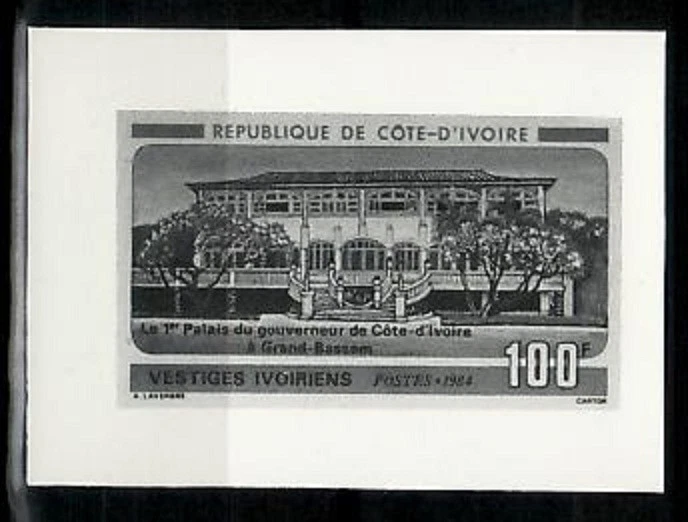 REPUBLIQUE DE CÔTE-D'IVOIRE
Le 1er Palais du gouverneur de Côte-d'Ivoire
à Grand-Bassam
100F
VESTIGES IVOIRIENS POSTES • 1984
CARTOR